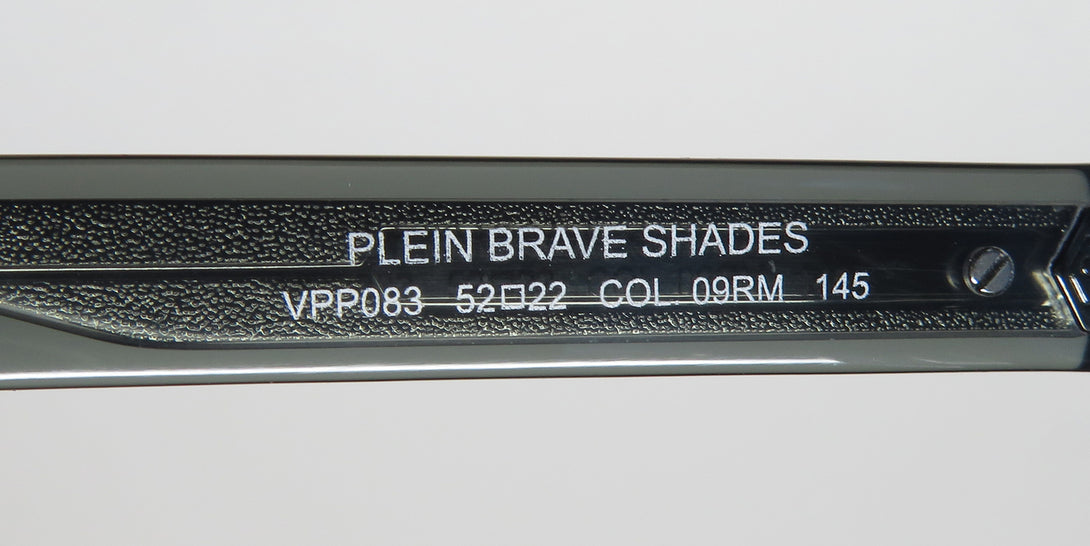 PLEIN BRAVE SHADES
VPP083 52□22 COL. 09RM 145